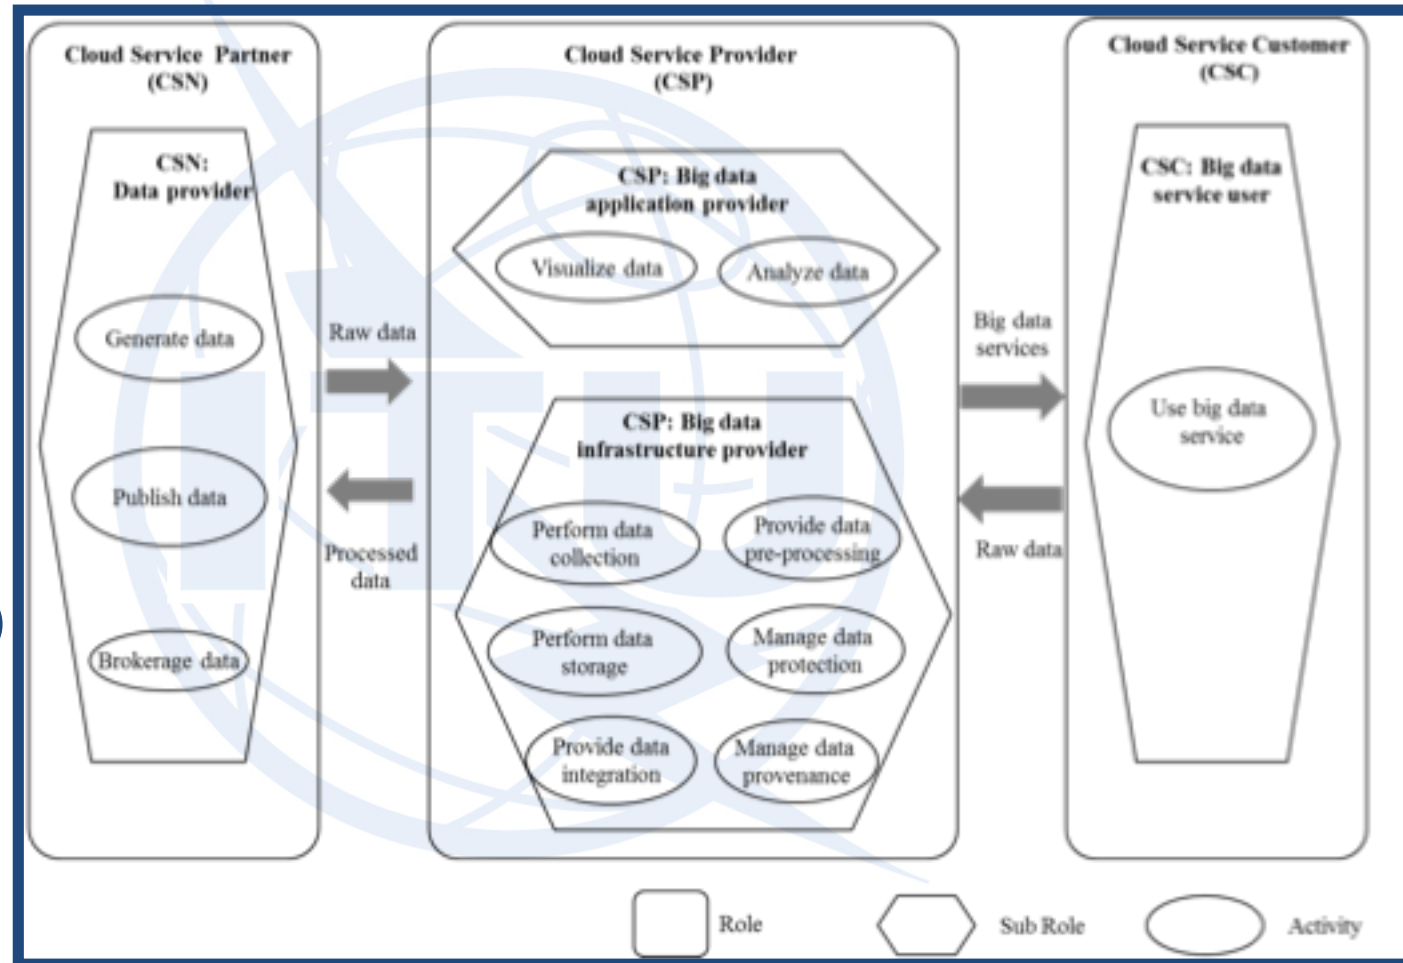 Cloud Service Partner
(CSN)
CSN:
Data provider
Generate data
Publish data
Brokerage data
Raw data
Processed
data
Cloud Service Provider
(CSP)
CSP: Big data
application provider
Visualize data
Analyze data
CSP: Big data
infrastructure provider
Perform data
collection
Provide data
pre-processing
Perform data
storage
Manage data
protection
Provide data
integration
Manage data
provenance
Big data
services
Raw data
Cloud Service Customer
(CSC)
CSC: Big data
service user
Use big data
service
Role
Sub Role
Activity
ITU